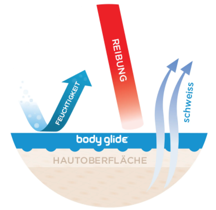 REIBUNG
FEUCHTIGKEIT
schweiss
body glide
HAUTOBERFLÄCHE